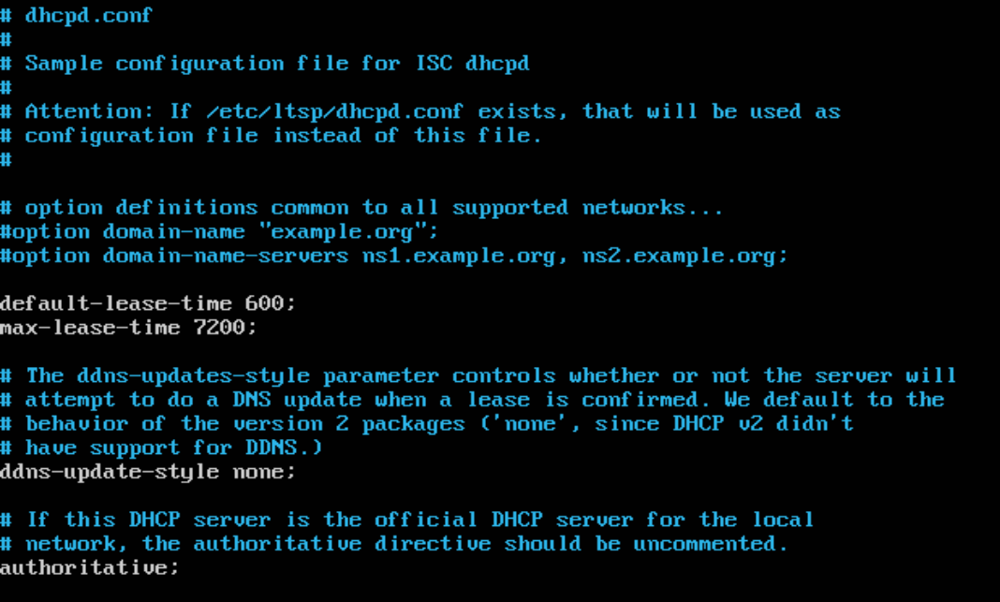 # dhcpd.conf
#
# Sample configuration file for ISC dhcpd
#
# Attention: If /etc/ltsp/dhcpd.conf exists, that will be used as
# configuration file instead of this file.
#
# option definitions common to all supported networks...
#option domain-name "example.org";
#option domain-name-servers ns1.example.org, ns2.example.org;
default-lease-time 600;
max-lease-time 7200;
# The ddns-updates-style parameter controls whether or not the server will
# attempt to do a DNS update when a lease is confirmed. We default to the
# behavior of the version 2 packages ('none', since DHCP v2 didn't
# have support for DDNS.)
ddns-update-style none;
# If this DHCP server is the official DHCP server for the local
# network, the authoritative directive should be uncommented.
authoritative;